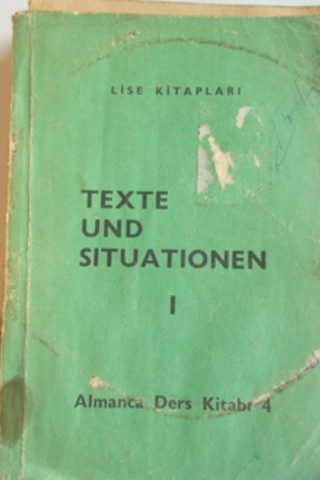 LİSE KİTAPLARI
TEXTE
UND
SITUATIONEN
I
Almanca Ders Kitabı 4